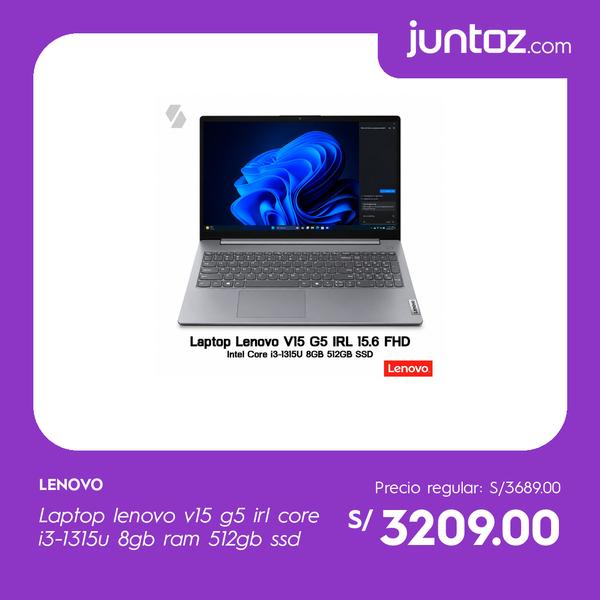 juntoz.com
Laptop Lenovo V15 G5 IRL 15.6 FHD
Intel Core i3-1315U 8GB 512GB SSD
Lenovo
LENOVO
Laptop lenovo v15 g5 irl core
i3-1315u 8gb ram 512gb ssd
Precio regular: S/3689.00
S/ 3209.00